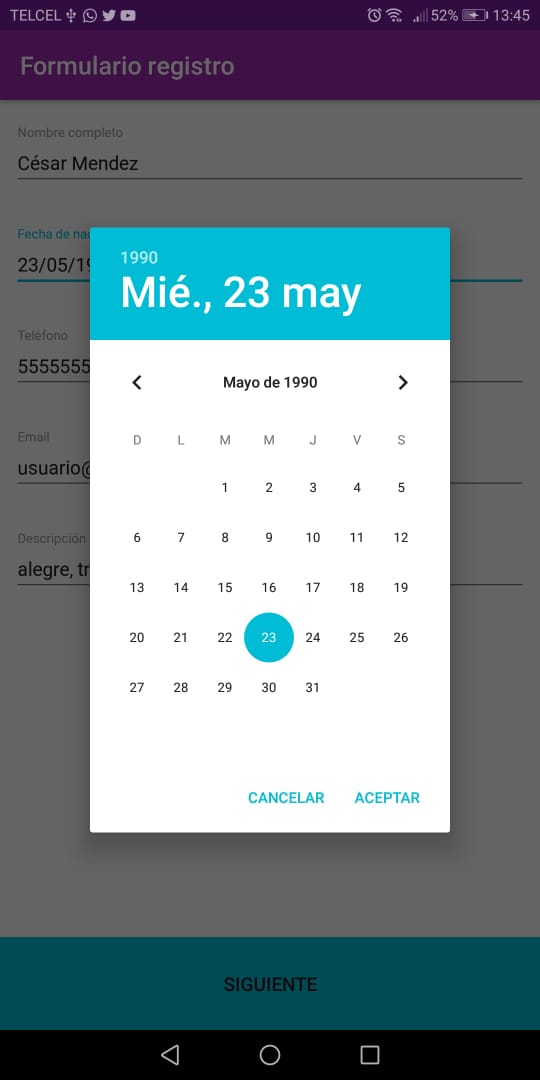 TELCEL 52% 13:45
Formulario registro
Nombre completo
César Mendez
Fecha de na
23/05/19
Teléfono
5555555
Email
usuario@
Descripción
alegre, tr
1990
Mié., 23 may
Mayo de 1990
D L M M J V S
1 2 3 4 5
6 7 8 9 10 11 12
13 14 15 16 17 18 19
20 21 22 23 24 25 26
27 28 29 30 31
CANCELAR ACEPTAR
SIGUIENTE